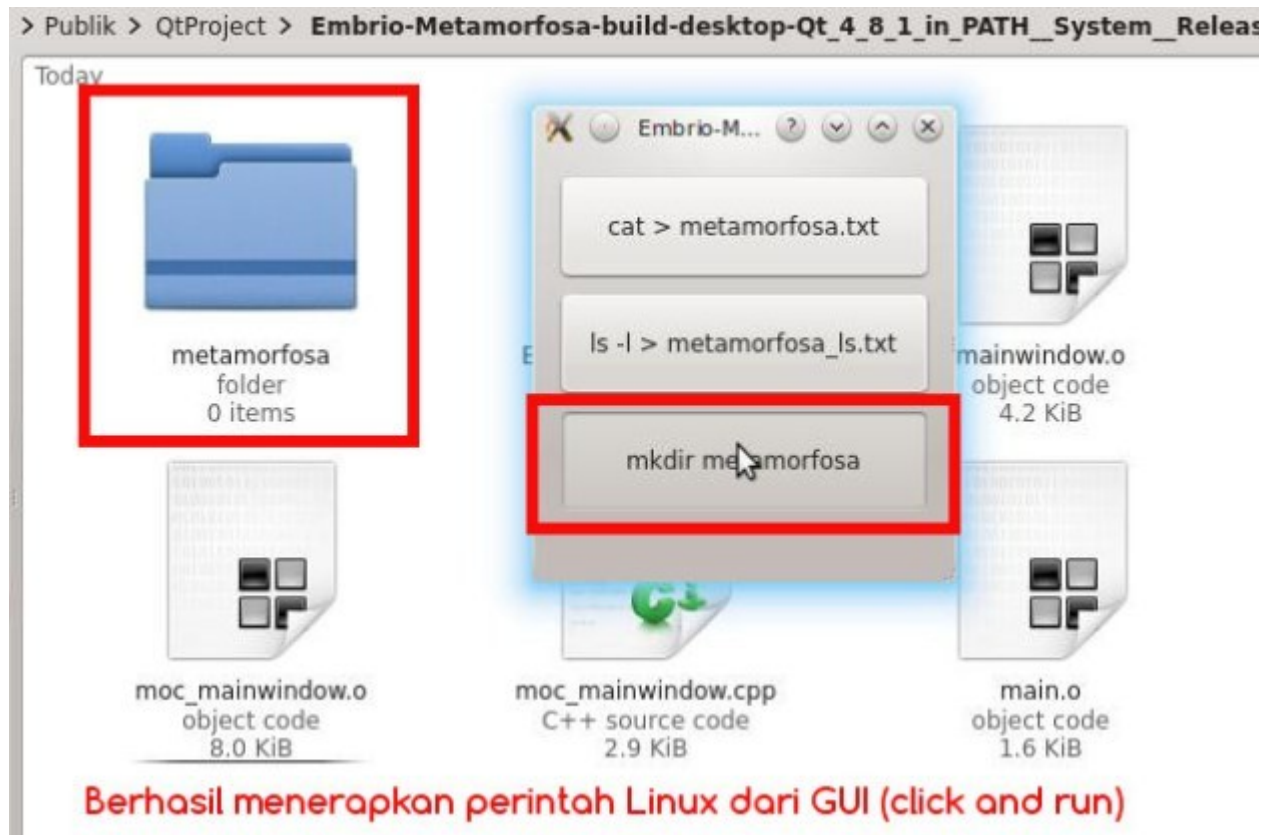 > Publik > QtProject > Embrio-Metamorfosa-build-desktop-Qt_4_8_1_in_PATH__System__Releas
Today
metamorfosa
folder
0 items
Embrio-M...
cat > metamorfosa.txt
ls -l > metamorfosa_ls.txt
mkdir metamorfosa
E
mainwindow.o
object code
4.2 KiB
moc_mainwindow.o
object code
8.0 KiB
moc_mainwindow.cpp
C++ source code
2.9 KiB
main.o
object code
1.6 KiB
Berhasil menerapkan perintah Linux dari GUI (click and run)